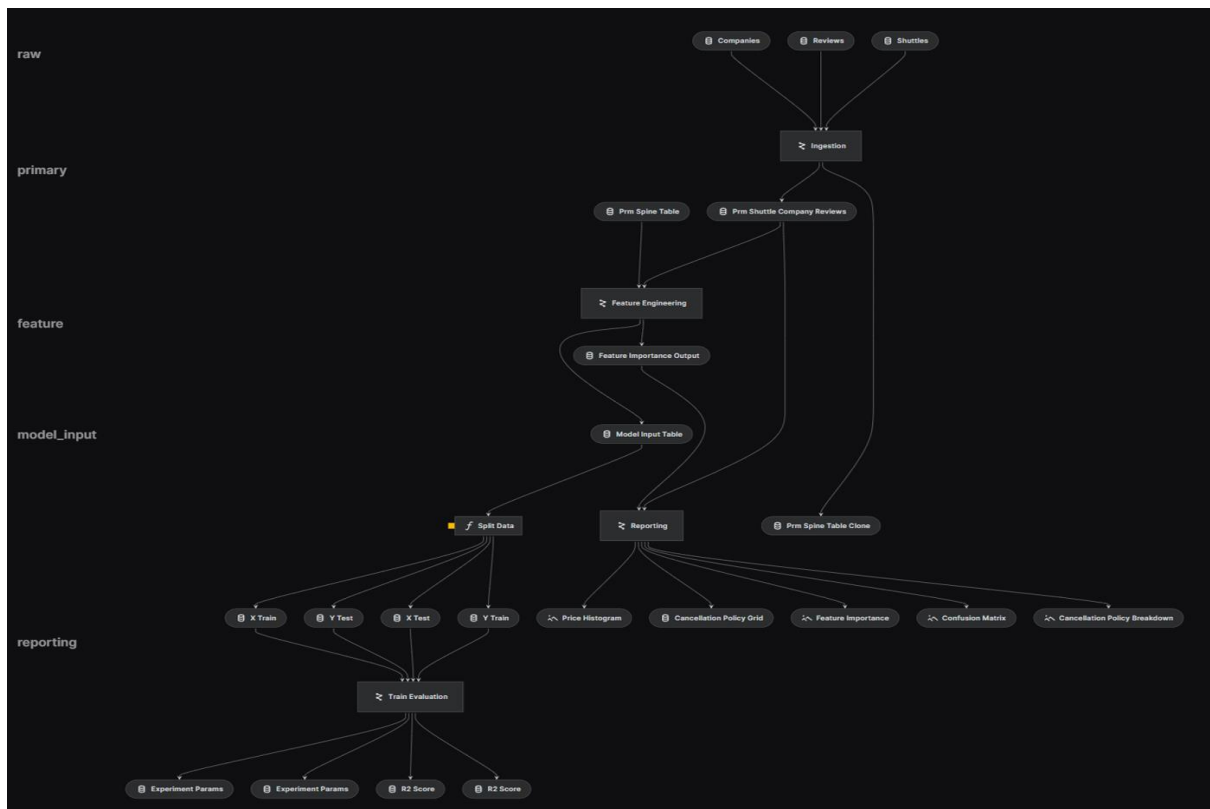 raw
Companies
Reviews
Shuttles
Ingestion
primary
Prm Spine Table
Prm Shuttle Company Reviews
Feature Engineering
feature
Feature Importance Output
model_input
Model Input Table
Split Data
Reporting
Prm Spine Table Clone
X Train
Y Test
X Test
Y Train
Price Histogram
Cancellation Policy Grid
Feature Importance
Confusion Matrix
Cancellation Policy Breakdown
reporting
Train Evaluation
Experiment Params
Experiment Params
R2 Score
R2 Score